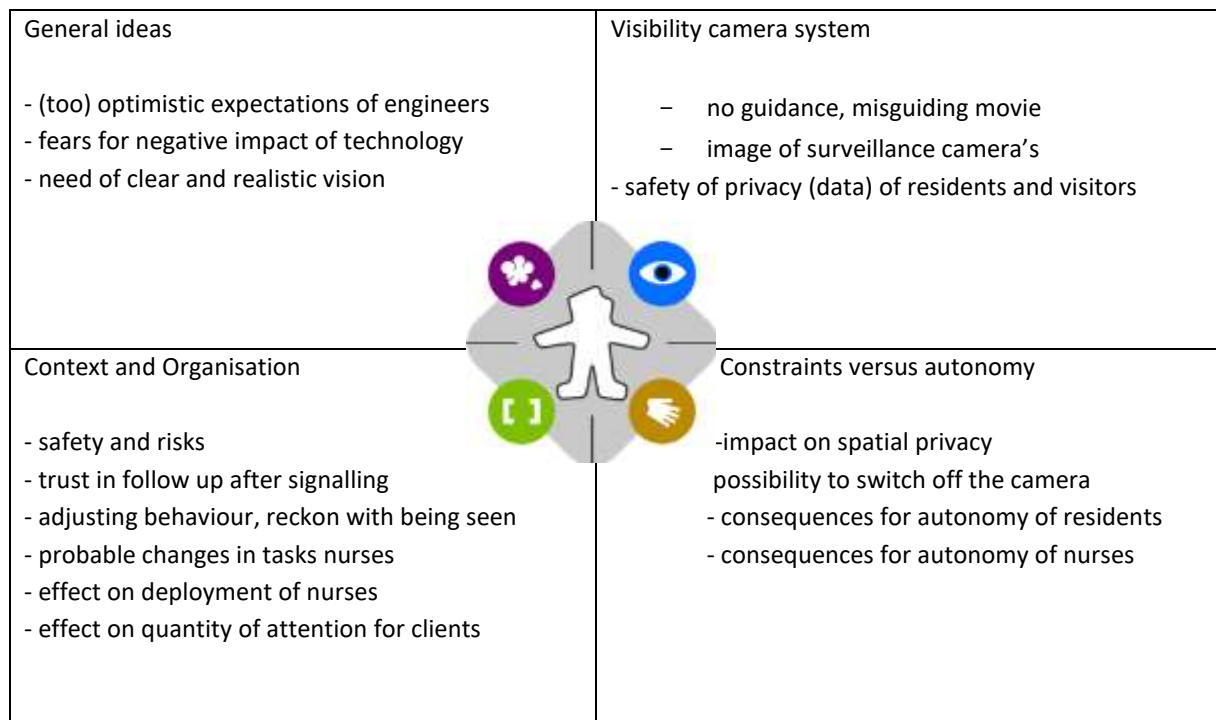 General ideas
- (too) optimistic expectations of engineers
- fears for negative impact of technology
- need of clear and realistic vision
Visibility camera system
– no guidance, misguiding movie
– image of surveillance camera’s
- safety of privacy (data) of residents and visitors
Context and Organisation
- safety and risks
- trust in follow up after signalling
- adjusting behaviour, reckon with being seen
- probable changes in tasks nurses
- effect on deployment of nurses
- effect on quantity of attention for clients
Constraints versus autonomy
-impact on spatial privacy
possibility to switch off the camera
- consequences for autonomy of residents
- consequences for autonomy of nurses